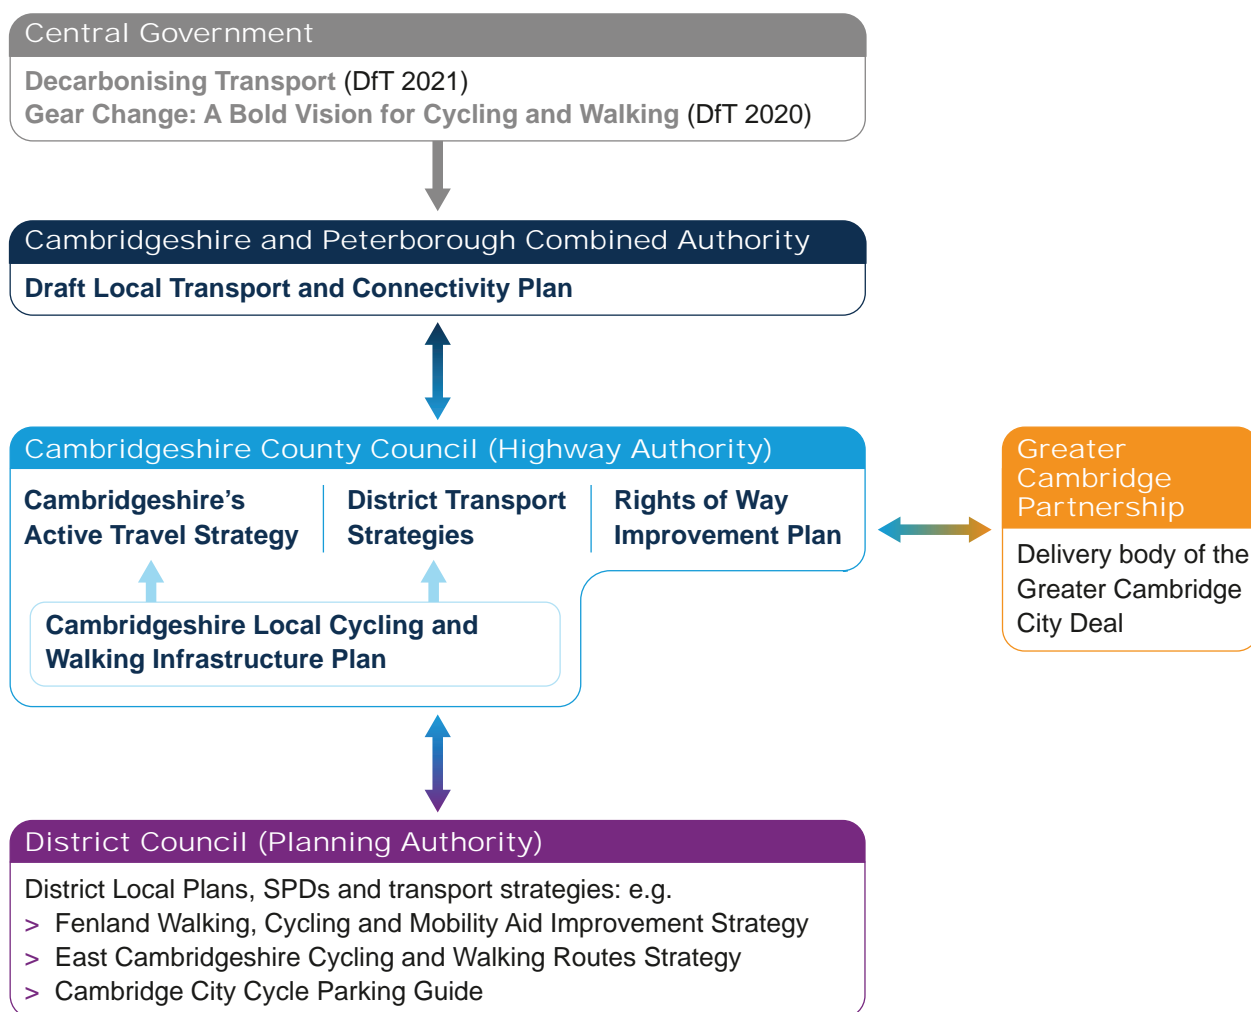 Central Government
Decarbonising Transport (DfT 2021)
Gear Change: A Bold Vision for Cycling and Walking (DfT 2020)
Cambridgeshire and Peterborough Combined Authority
Draft Local Transport and Connectivity Plan
Cambridgeshire County Council (Highway Authority)
Cambridgeshire's
Active Travel Strategy
District Transport
Strategies
Rights of Way
Improvement Plan
Cambridgeshire Local Cycling and
Walking Infrastructure Plan
Greater
Cambridge
Partnership
Delivery body of the
Greater Cambridge
City Deal
District Council (Planning Authority)
District Local Plans, SPDs and transport strategies: e.g.
> Fenland Walking, Cycling and Mobility Aid Improvement Strategy
> East Cambridgeshire Cycling and Walking Routes Strategy
> Cambridge City Cycle Parking Guide